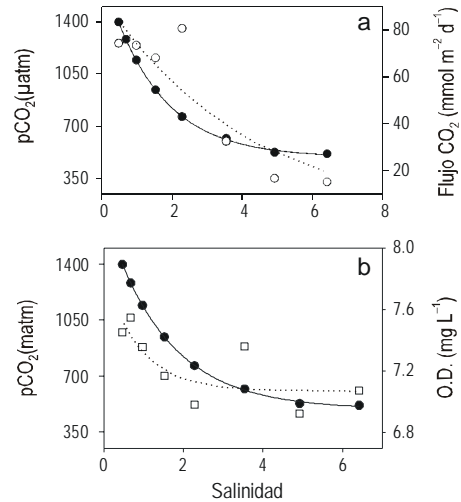 a
1400
1050
700
350
pCO₂(μatm)
80
60
40
20
Flujo CO₂ (mmol m⁻² d⁻¹)
0 2 4 6 8
b
1400
1050
700
350
pCO₂(matm)
8.0
7.6
7.2
6.8
O.D. (mg L⁻¹)
0 2 4 6 8
Salinidad